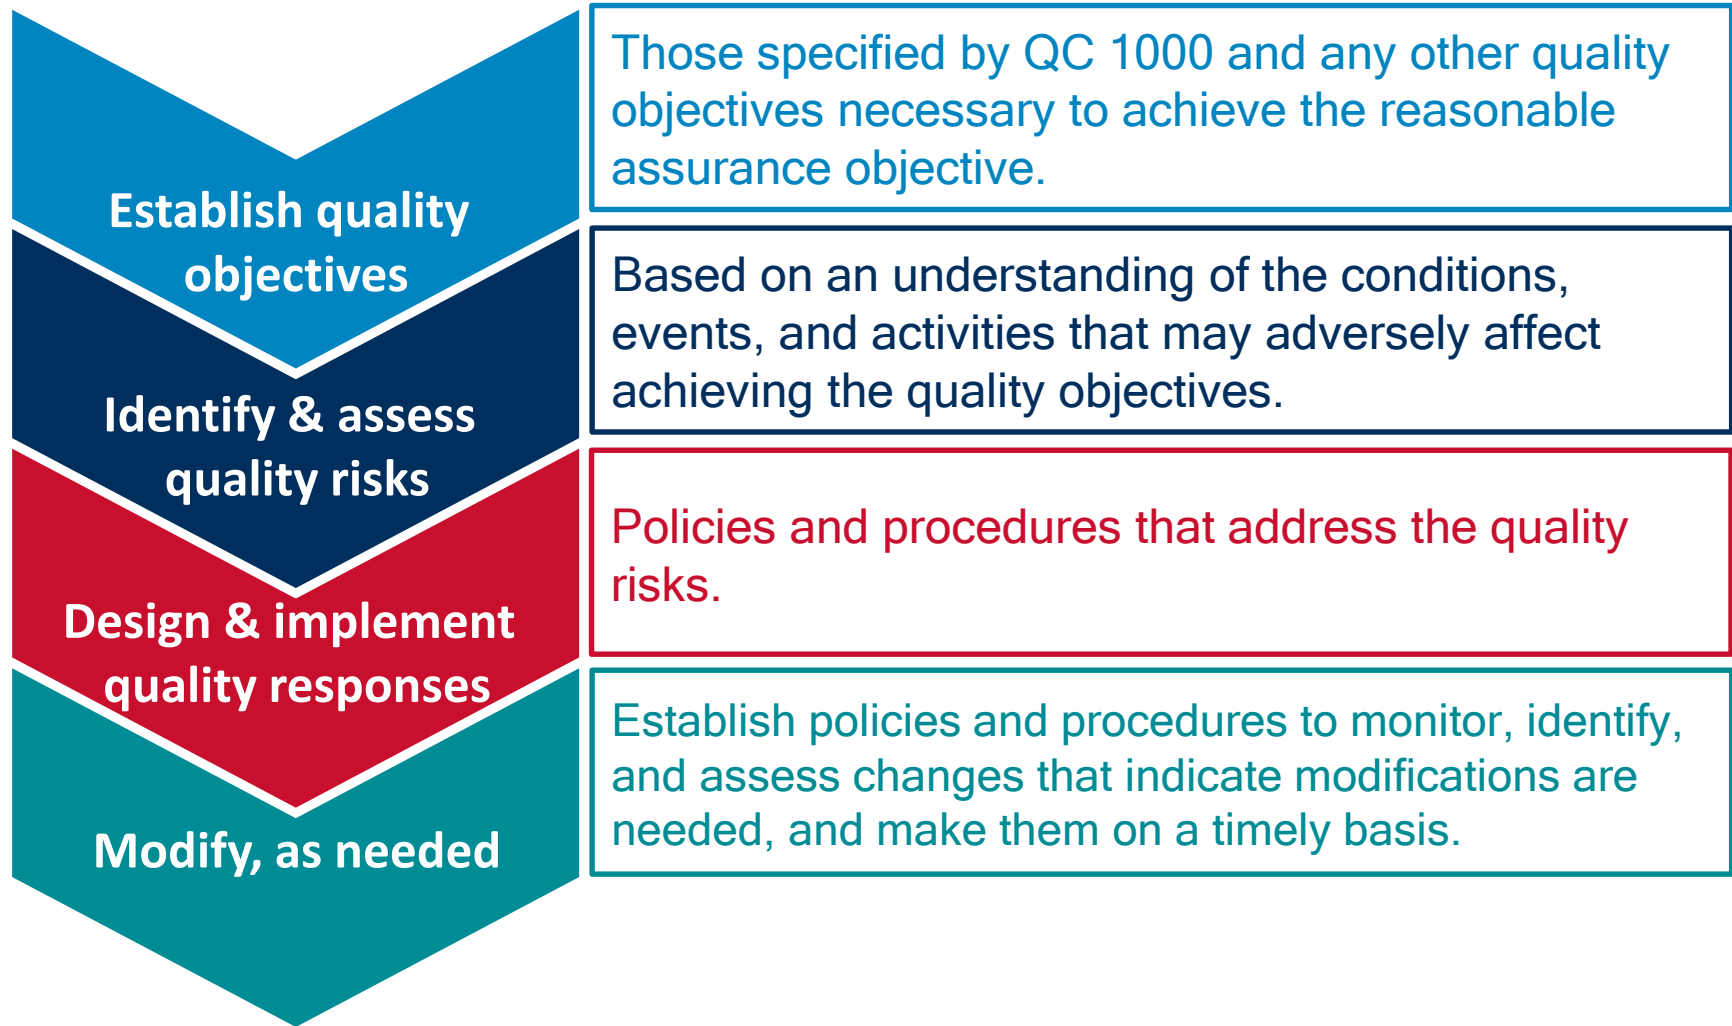 Establish quality
objectives
Those specified by QC 1000 and any other quality
objectives necessary to achieve the reasonable
assurance objective.
Identify & assess
quality risks
Based on an understanding of the conditions,
events, and activities that may adversely affect
achieving the quality objectives.
Design & implement
quality responses
Policies and procedures that address the quality
risks.
Modify, as needed
Establish policies and procedures to monitor, identify,
and assess changes that indicate modifications are
needed, and make them on a timely basis.